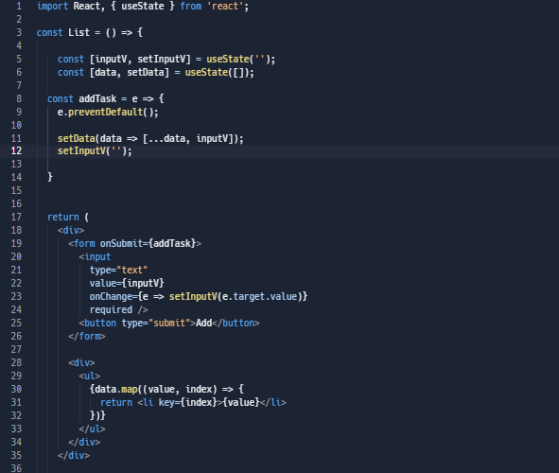 1 import React, { useState } from 'react';
2
3 const List = () => {
4
5 const [inputV, setInputV] = useState('');
6 const [data, setData] = useState([]);
7
8 const addTask = e => {
9 e.preventDefault();
10
11 setData(data => [...data, inputV]);
12 setInputV('');
13
14 }
15
16
17 return (
18 <div>
19 <form onSubmit={addTask}>
20 <input
21 type="text"
22 value={inputV}
23 onChange={e => setInputV(e.target.value)}
24 required />
25 <button type="submit">Add</button>
26 </form>
27
28 <div>
29 <ul>
30 {data.map((value, index) => {
31 return <li key={index}>{value}</li>
32 })}
33 </ul>
34 </div>
35 </div>
36